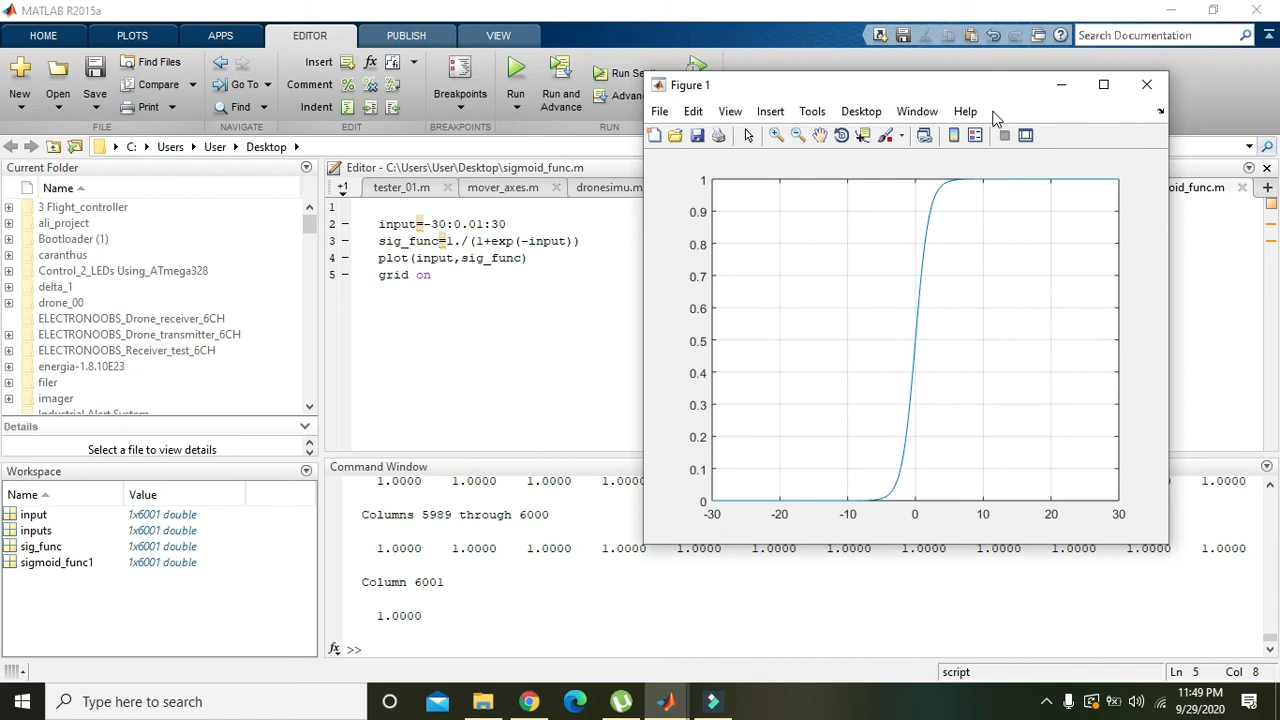 MATLAB R2015a
HOME
PLOTS
APPS
EDITOR
PUBLISH
VIEW
Search Documentation
New
Open
Save
Find Files
Compare
Print
Go To
Find
Insert
Comment
Indent
fx
Breakpoints
Run
Run and
Advance
Run Se
Advan
FILE
NAVIGATE
EDIT
BREAKPOINTS
RUN
C:
Users
User
Desktop
Current Folder
Name
3 Flight_controller
ali_project
Bootloader (1)
caranthus
Control_2_LEDs Using_ATmega328
delta_1
drone_00
ELECTRONOOBS_Drone_receiver_6CH
ELECTRONOOBS_Drone_transmitter_6CH
ELECTRONOOBS_Receiver_test_6CH
energia-1.8.10E23
filer
imager
Industrial Alert System
Details
Select a file to view details
Workspace
Name Value
input 1x6001 double
inputs 1x6001 double
sig_func 1x6001 double
sigmoid_func1 1x6001 double
Editor - C:\Users\User\Desktop\sigmoid_func.m
+1
tester_01.m
mover_axes.m
dronesimu.m
oid_func.m
1
2 – input=-30:0.01:30
3 – sig_func=1./(1+exp(-input))
4 – plot(input,sig_func)
5 – grid on
Figure 1
File Edit View Insert Tools Desktop Window Help
1
0.9
0.8
0.7
0.6
0.5
0.4
0.3
0.2
0.1
0
-30 -20 -10 0 10 20 30
Command Window
1.0000 1.0000 1.0000 1.0000 1.0000
Columns 5989 through 6000
1.0000 1.0000 1.0000 1.0000 1.0000 1.0000 1.0000 1.0000 1.0000 1.0000 1.0000 1.0000
Column 6001
1.0000
fx >>
script
Ln 5 Col 8
Type here to search
11:49 PM
9/29/2020